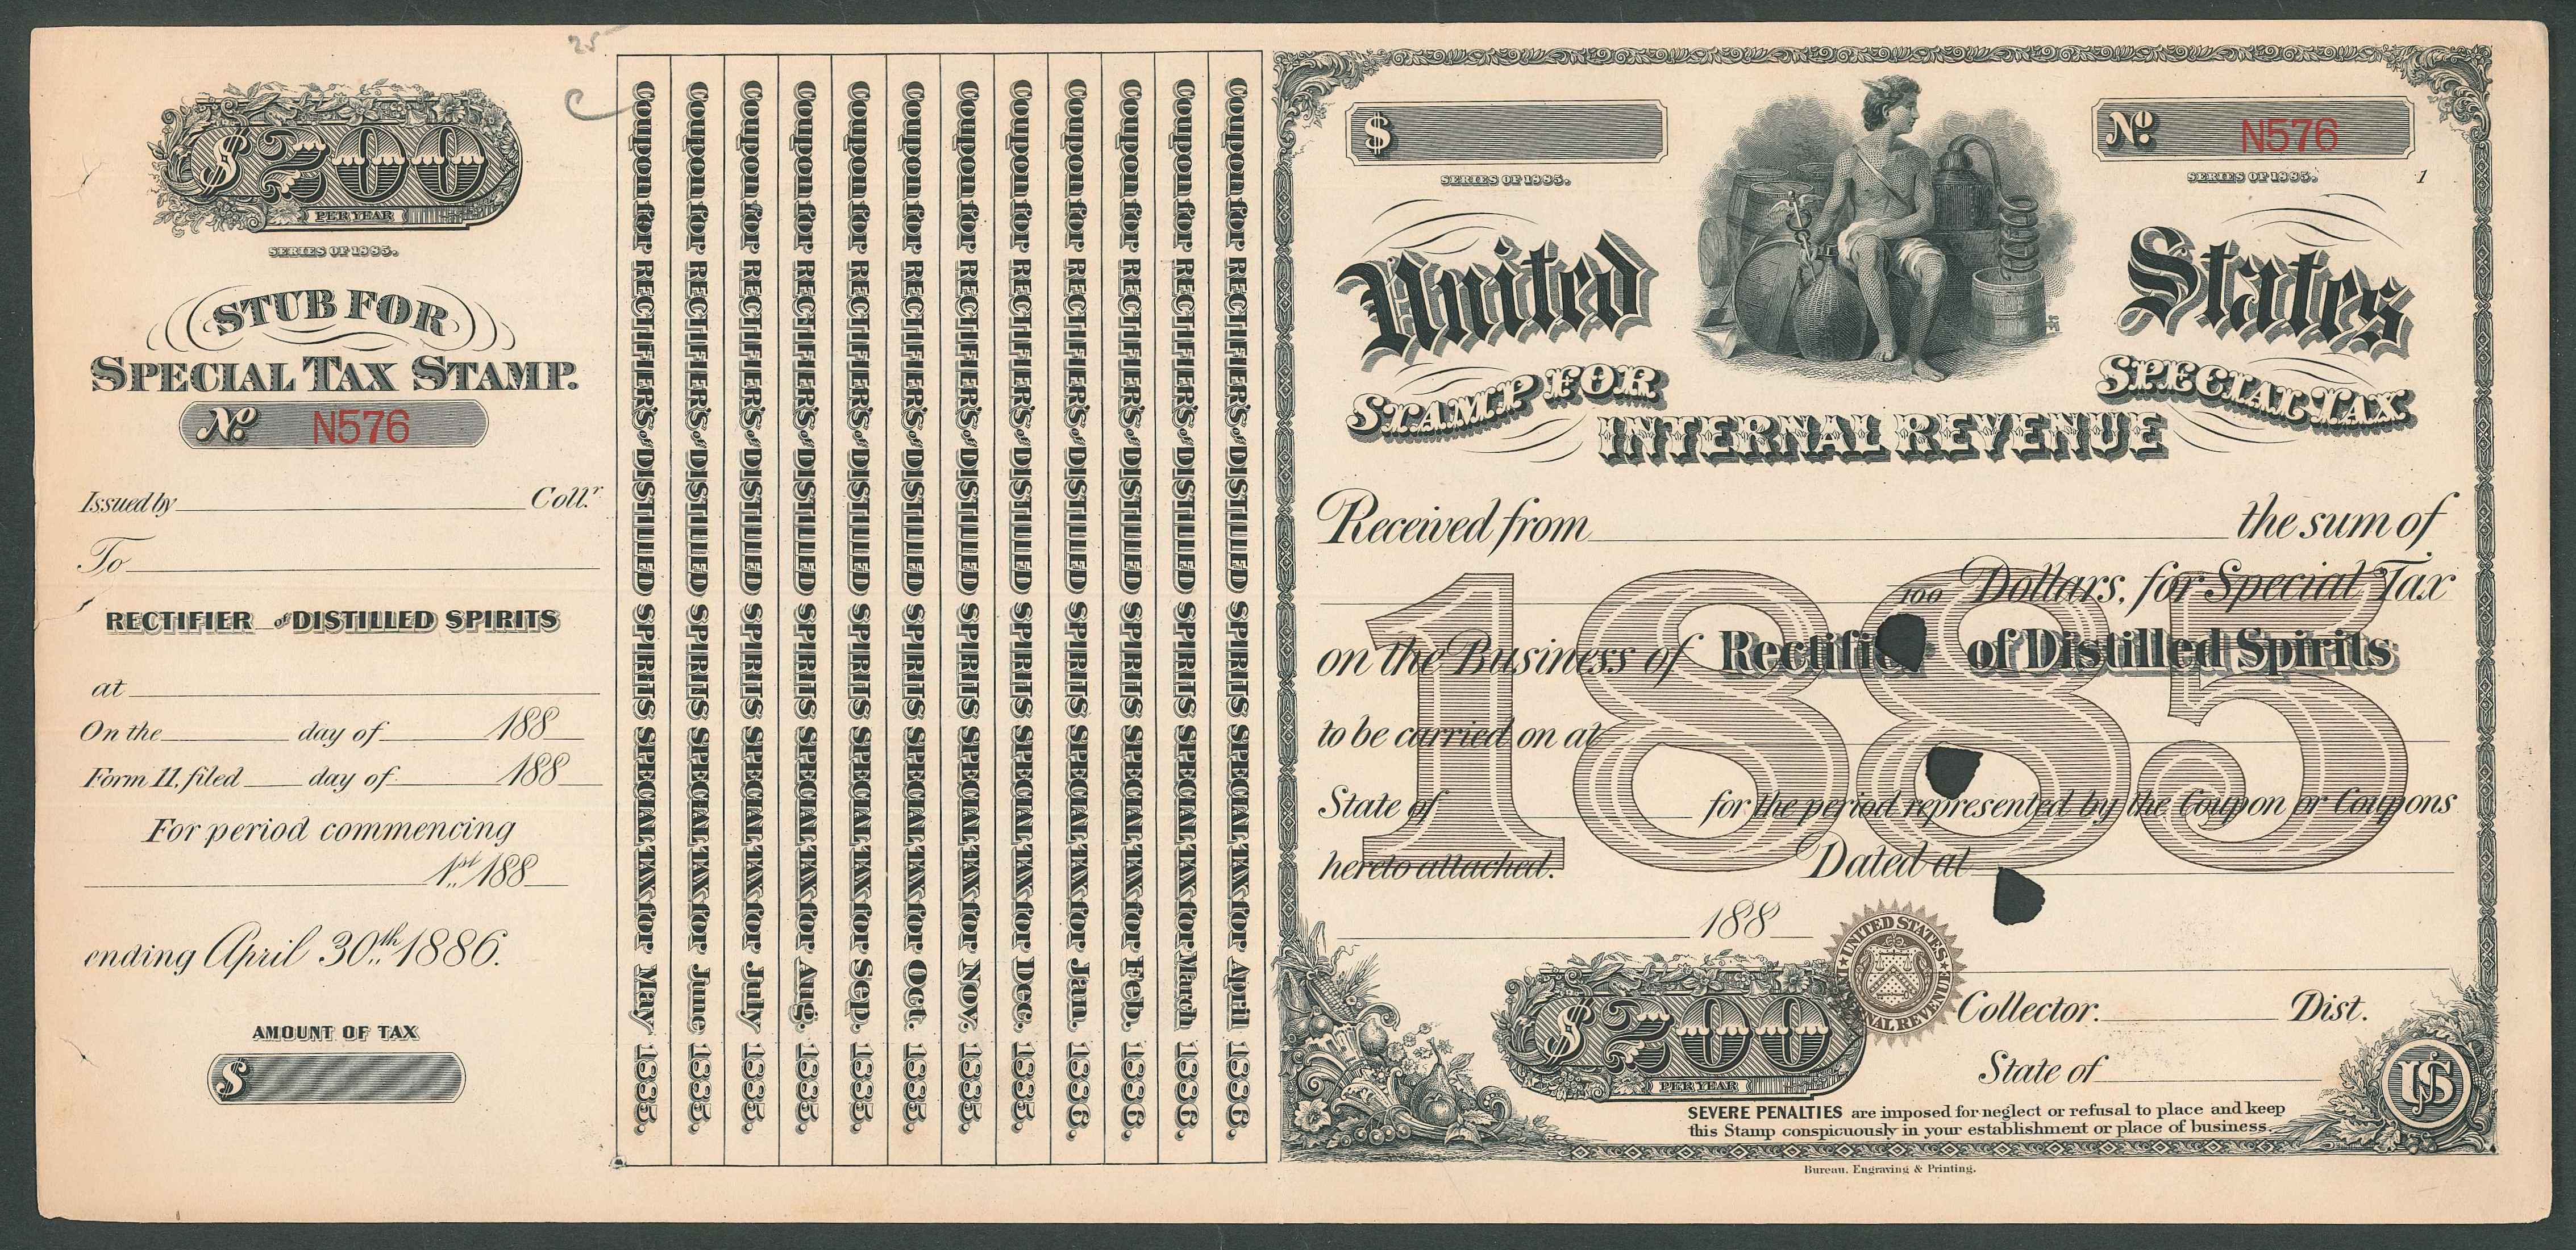 25
C
$200
PER YEAR
SERIES OF 1885.
STUB FOR
SPECIAL TAX STAMP.
No. N576
Issued by Coll.r
To
RECTIFIER of DISTILLED SPIRITS
at
On the day of 188
Form 11, filed day of 188
For period commencing
1st 188
ending April 30th 1886.
AMOUNT OF TAX
$
Coupon for RECTIFIER'S of DISTILLED SPIRITS SPECIAL TAX for May 1885.
Coupon for RECTIFIER'S of DISTILLED SPIRITS SPECIAL TAX for June 1885.
Coupon for RECTIFIER'S of DISTILLED SPIRITS SPECIAL TAX for July 1885.
Coupon for RECTIFIER'S of DISTILLED SPIRITS SPECIAL TAX for Aug. 1885.
Coupon for RECTIFIER'S of DISTILLED SPIRITS SPECIAL TAX for Sep. 1885.
Coupon for RECTIFIER'S of DISTILLED SPIRITS SPECIAL TAX for Oct. 1885.
Coupon for RECTIFIER'S of DISTILLED SPIRITS SPECIAL TAX for Nov. 1885.
Coupon for RECTIFIER'S of DISTILLED SPIRITS SPECIAL TAX for Dec. 1885.
Coupon for RECTIFIER'S of DISTILLED SPIRITS SPECIAL TAX for Jan. 1886.
Coupon for RECTIFIER'S of DISTILLED SPIRITS SPECIAL TAX for Feb. 1886.
Coupon for RECTIFIER'S of DISTILLED SPIRITS SPECIAL TAX for March 1886.
Coupon for RECTIFIER'S of DISTILLED SPIRITS SPECIAL TAX for April 1886.
$
SERIES OF 1885.
No. N576
SERIES OF 1885. 1
United States
STAMP FOR SPECIAL TAX
INTERNAL REVENUE
Received from the sum of
100 Dollars, for Special Tax
1885
on the Business of Rectifi of Distilled Spirits
to be carried on at
State of for the period represented by the Coupon or Coupons
hereto attached. Dated at
188
UNITED STATES
INTERNAL REVENUE
$200
PER YEAR
Collector. Dist.
State of
US
SEVERE PENALTIES are imposed for neglect or refusal to place and keep
this Stamp conspicuously in your establishment or place of business.
Bureau, Engraving & Printing.